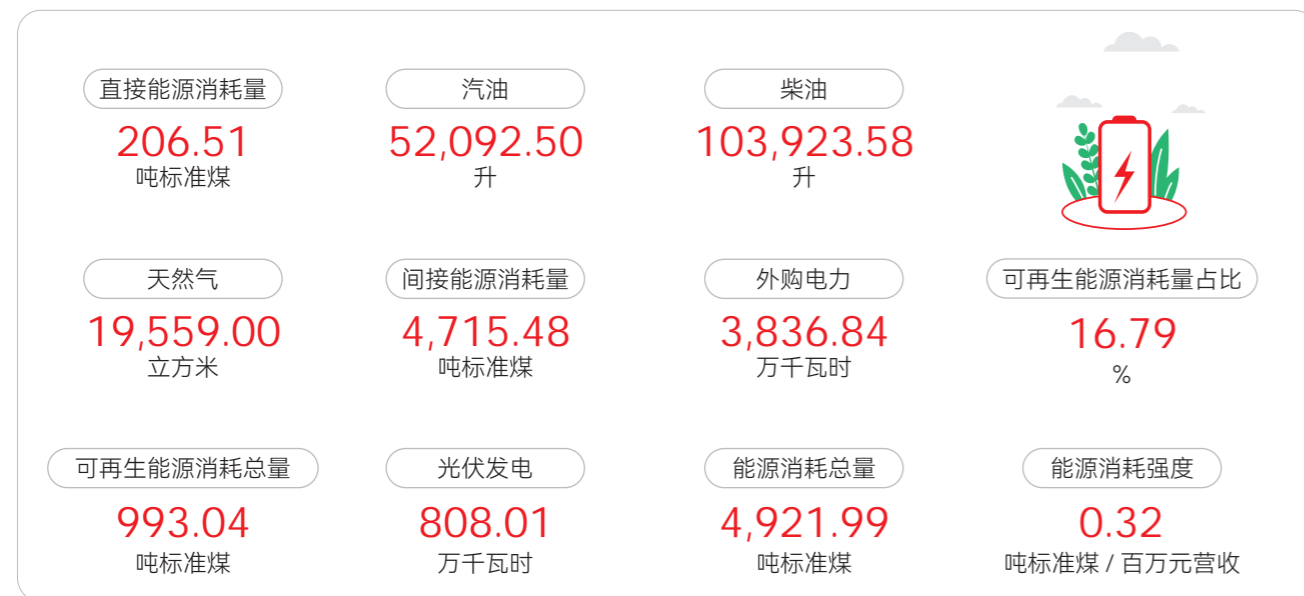 直接能源消耗量
206.51
吨标准煤
汽油
52,092.50
升
柴油
103,923.58
升
天然气
19,559.00
立方米
间接能源消耗量
4,715.48
吨标准煤
外购电力
3,836.84
万千瓦时
可再生能源消耗量占比
16.79
%
可再生能源消耗总量
993.04
吨标准煤
光伏发电
808.01
万千瓦时
能源消耗总量
4,921.99
吨标准煤
能源消耗强度
0.32
吨标准煤 / 百万元营收